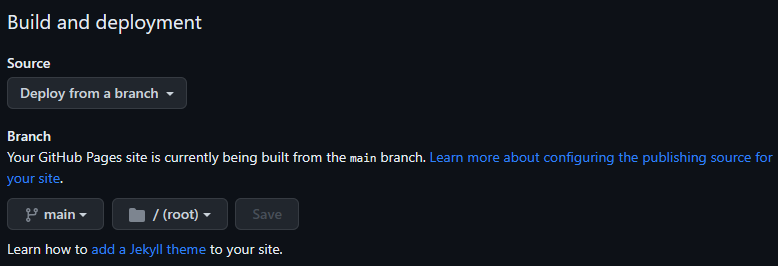 Build and deployment
Source
Deploy from a branch
Branch
Your GitHub Pages site is currently being built from the main branch. Learn more about configuring the publishing source for
your site.
main
/ (root)
Save
Learn how to add a Jekyll theme to your site.